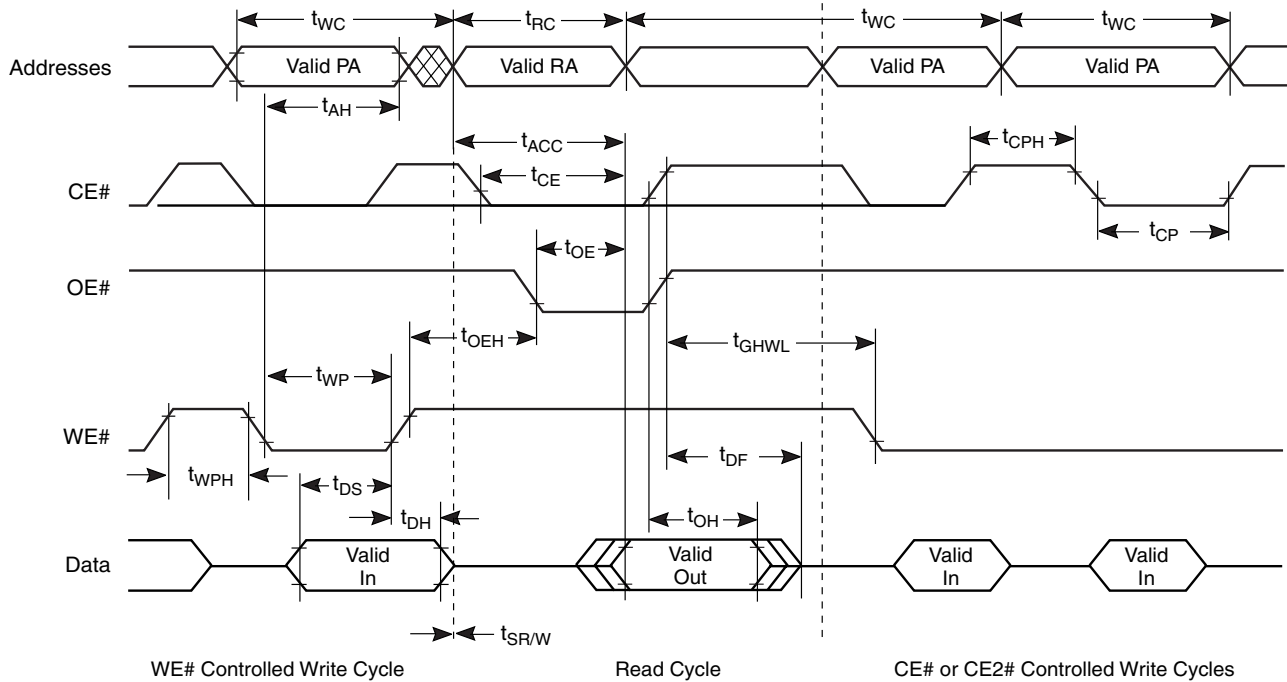 tWC tRC tWC tWC
Addresses Valid PA Valid RA Valid PA Valid PA
tAH
tACC tCPH
CE# tCE
tCP
tOE
OE#
tOEH tGHWL
tWP
WE#
tDF
tWPH tDS
tDH tOH
Data Valid In Valid Out Valid In Valid In
tSR/W
WE# Controlled Write Cycle Read Cycle CE# or CE2# Controlled Write Cycles